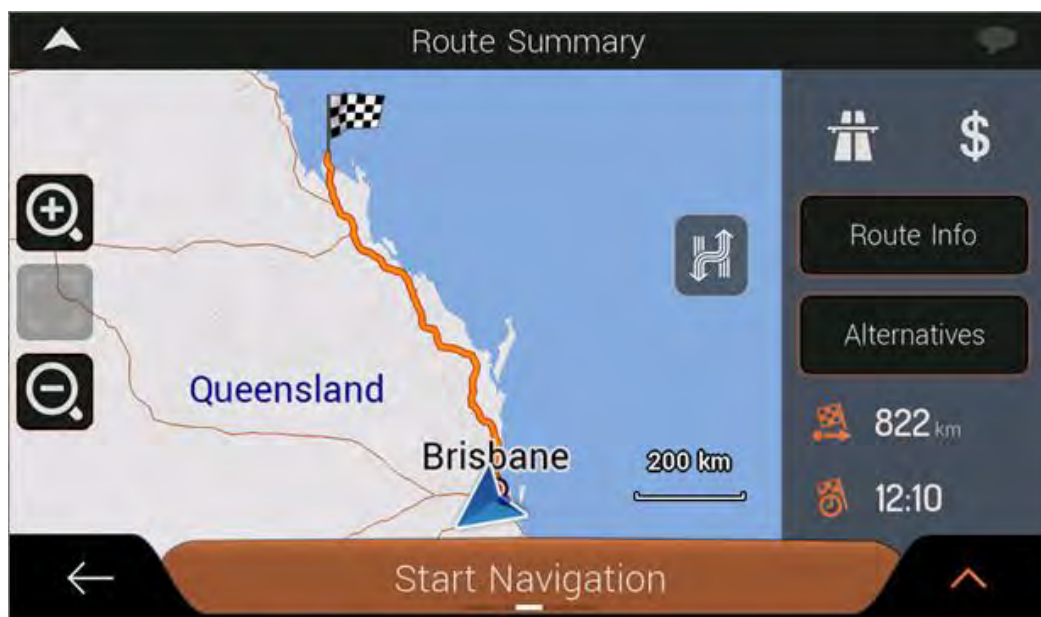 Route Summary
$
Route Info
Alternatives
Queensland
822 km
Brisbane
200 km
12:10
Start Navigation